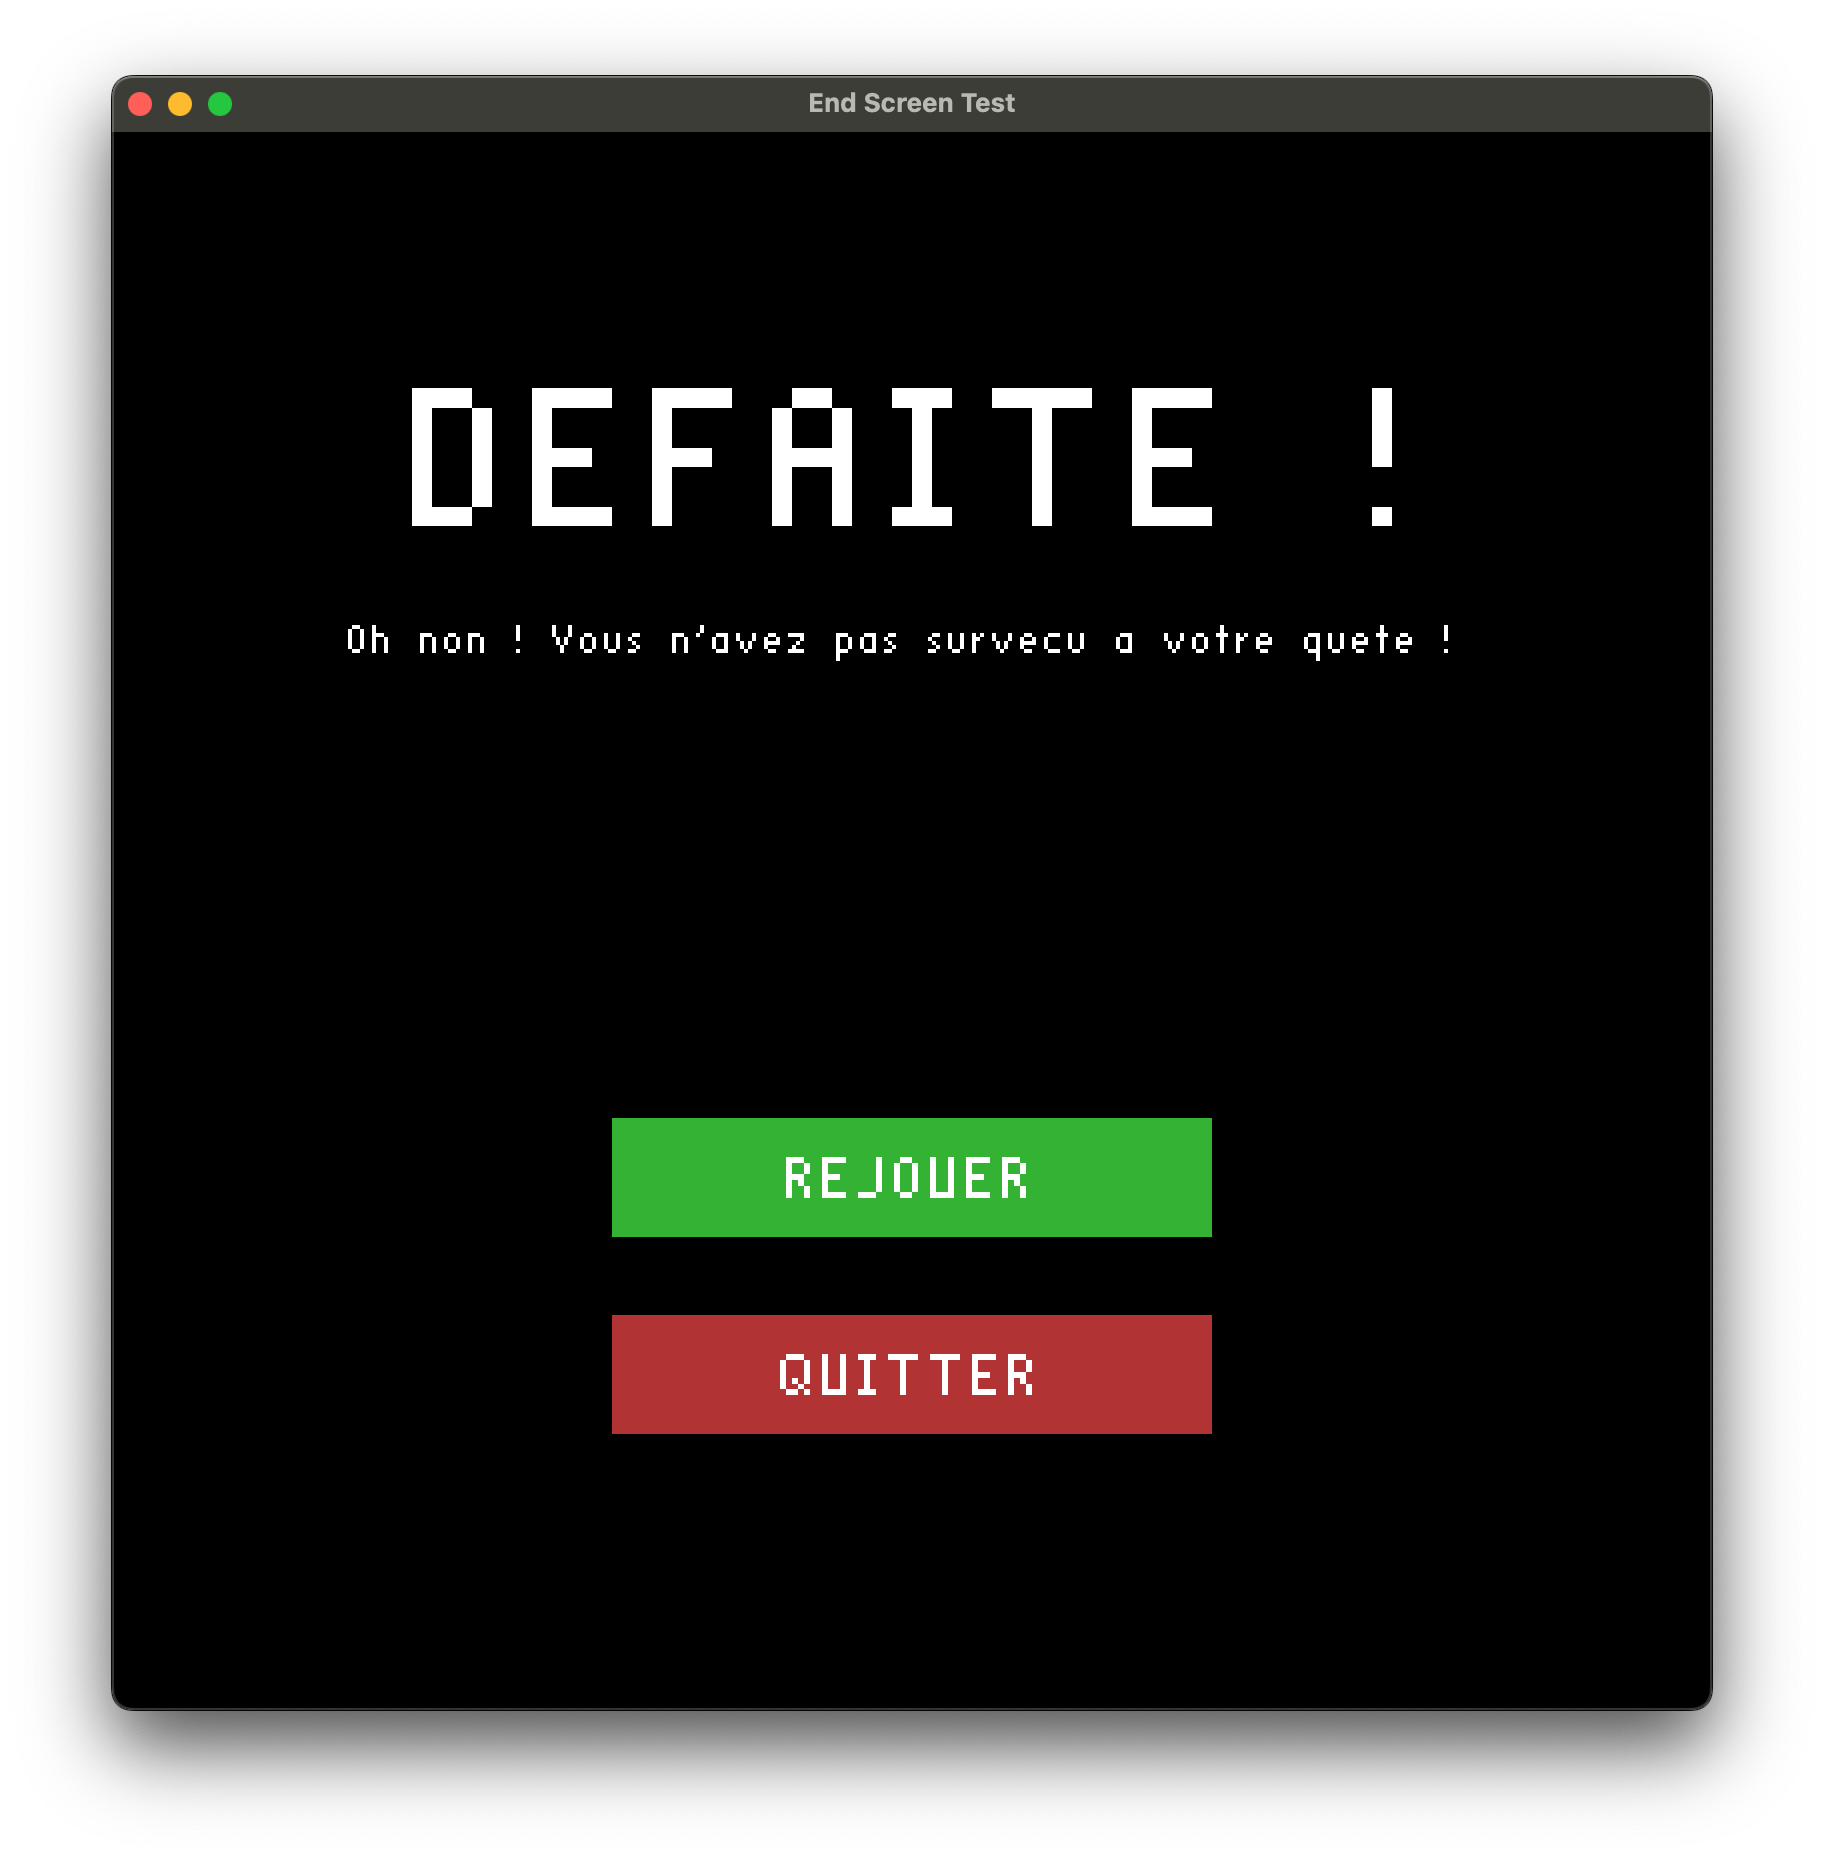 End Screen Test
DEFAITE !
Oh non ! Vous n'avez pas survecu a votre quete !
REJOUER
QUITTER